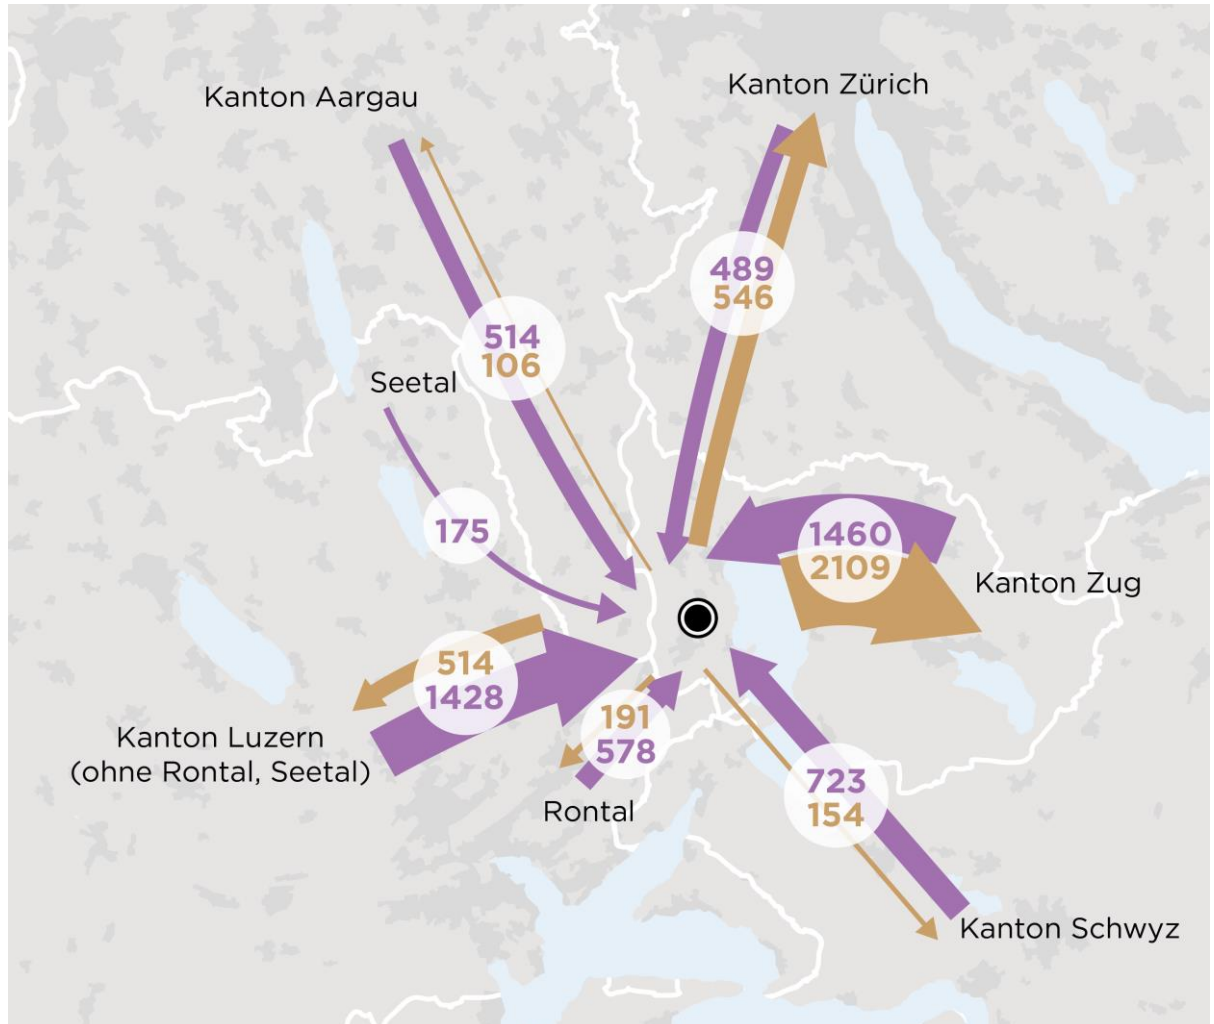 Kanton Zürich
Kanton Aargau
489
546
514
106
Seetal
175
1460
2109
Kanton Zug
514
1428
191
578
Kanton Luzern
(ohne Rontal, Seetal)
723
154
Rontal
Kanton Schwyz